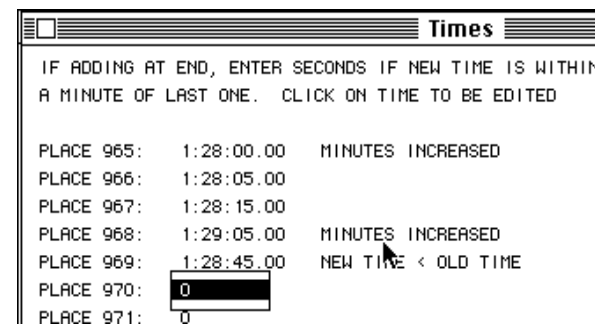 Times
IF ADDING AT END, ENTER SECONDS IF NEW TIME IS WITHIN
A MINUTE OF LAST ONE. CLICK ON TIME TO BE EDITED
PLACE 965: 1:28:00.00 MINUTES INCREASED
PLACE 966: 1:28:05.00
PLACE 967: 1:28:15.00
PLACE 968: 1:29:05.00 MINUTES INCREASED
PLACE 969: 1:28:45.00 NEW TIME < OLD TIME
PLACE 970: 0
PLACE 971: 0